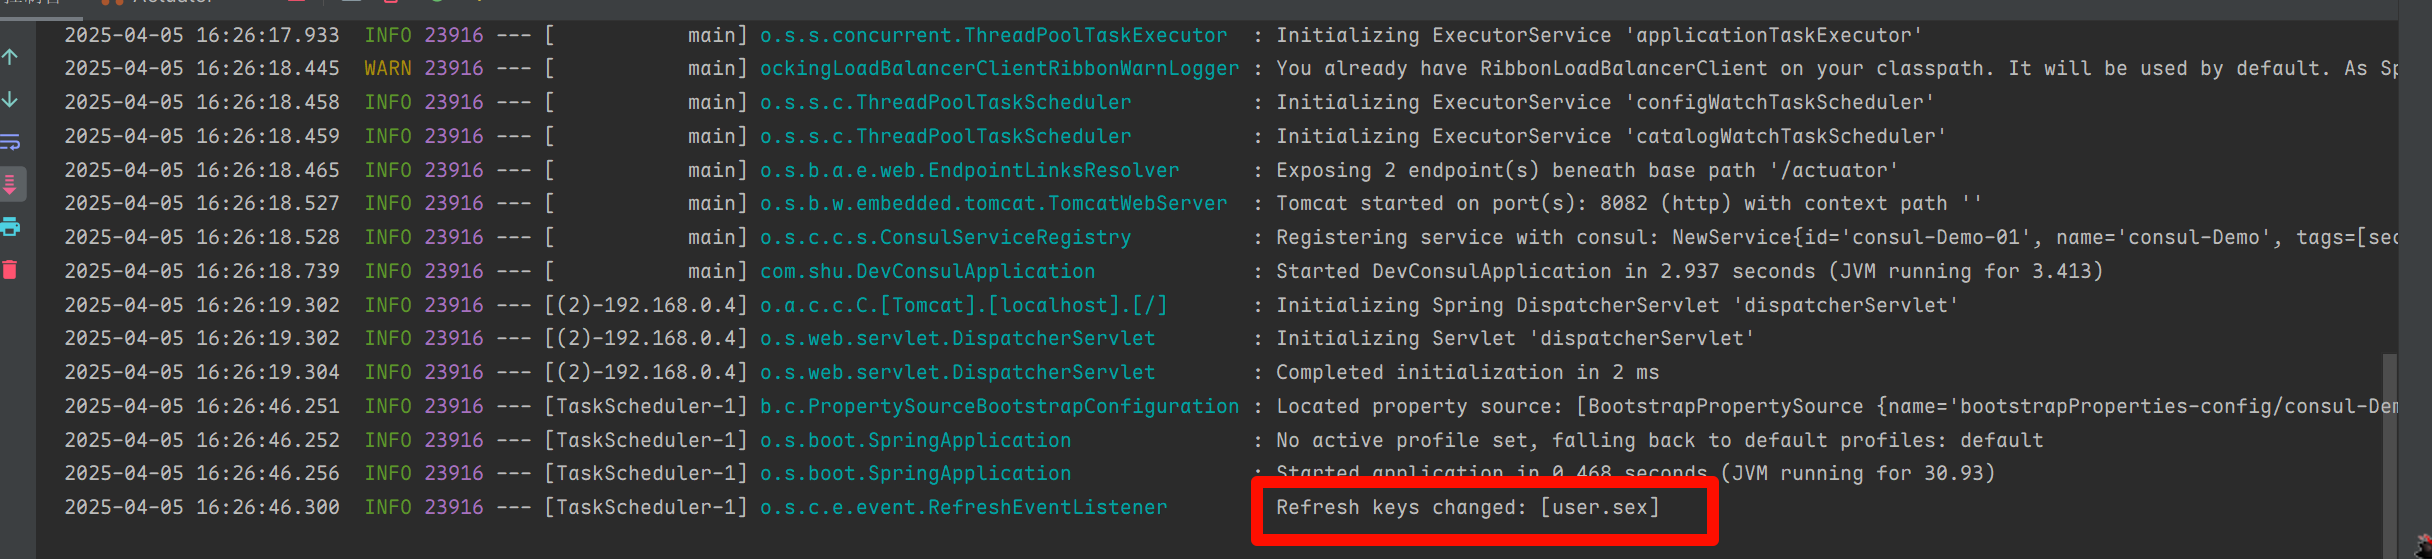 控制台 Actuator
2025-04-05 16:26:17.933  INFO 23916 --- [           main] o.s.s.concurrent.ThreadPoolTaskExecutor  : Initializing ExecutorService 'applicationTaskExecutor'
2025-04-05 16:26:18.445  WARN 23916 --- [           main] ockingLoadBalancerClientRibbonWarnLogger : You already have RibbonLoadBalancerClient on your classpath. It will be used by default. As Sp
2025-04-05 16:26:18.458  INFO 23916 --- [           main] o.s.s.c.ThreadPoolTaskScheduler          : Initializing ExecutorService 'configWatchTaskScheduler'
2025-04-05 16:26:18.459  INFO 23916 --- [           main] o.s.s.c.ThreadPoolTaskScheduler          : Initializing ExecutorService 'catalogWatchTaskScheduler'
2025-04-05 16:26:18.465  INFO 23916 --- [           main] o.s.b.a.e.web.EndpointLinksResolver      : Exposing 2 endpoint(s) beneath base path '/actuator'
2025-04-05 16:26:18.527  INFO 23916 --- [           main] o.s.b.w.embedded.tomcat.TomcatWebServer  : Tomcat started on port(s): 8082 (http) with context path ''
2025-04-05 16:26:18.528  INFO 23916 --- [           main] o.s.c.c.s.ConsulServiceRegistry          : Registering service with consul: NewService{id='consul-Demo-01', name='consul-Demo', tags=[sec
2025-04-05 16:26:18.739  INFO 23916 --- [           main] com.shu.DevConsulApplication             : Started DevConsulApplication in 2.937 seconds (JVM running for 3.413)
2025-04-05 16:26:19.302  INFO 23916 --- [(2)-192.168.0.4] o.a.c.c.C.[Tomcat].[localhost].[/]       : Initializing Spring DispatcherServlet 'dispatcherServlet'
2025-04-05 16:26:19.302  INFO 23916 --- [(2)-192.168.0.4] o.s.web.servlet.DispatcherServlet        : Initializing Servlet 'dispatcherServlet'
2025-04-05 16:26:19.304  INFO 23916 --- [(2)-192.168.0.4] o.s.web.servlet.DispatcherServlet        : Completed initialization in 2 ms
2025-04-05 16:26:46.251  INFO 23916 --- [TaskScheduler-1] b.c.PropertySourceBootstrapConfiguration : Located property source: [BootstrapPropertySource {name='bootstrapProperties-config/consul-Dem
2025-04-05 16:26:46.252  INFO 23916 --- [TaskScheduler-1] o.s.boot.SpringApplication               : No active profile set, falling back to default profiles: default
2025-04-05 16:26:46.256  INFO 23916 --- [TaskScheduler-1] o.s.boot.SpringApplication               : Started application in 0.468 seconds (JVM running for 30.93)
2025-04-05 16:26:46.300  INFO 23916 --- [TaskScheduler-1] o.s.c.e.event.RefreshEventListener Refresh keys changed: [user.sex]